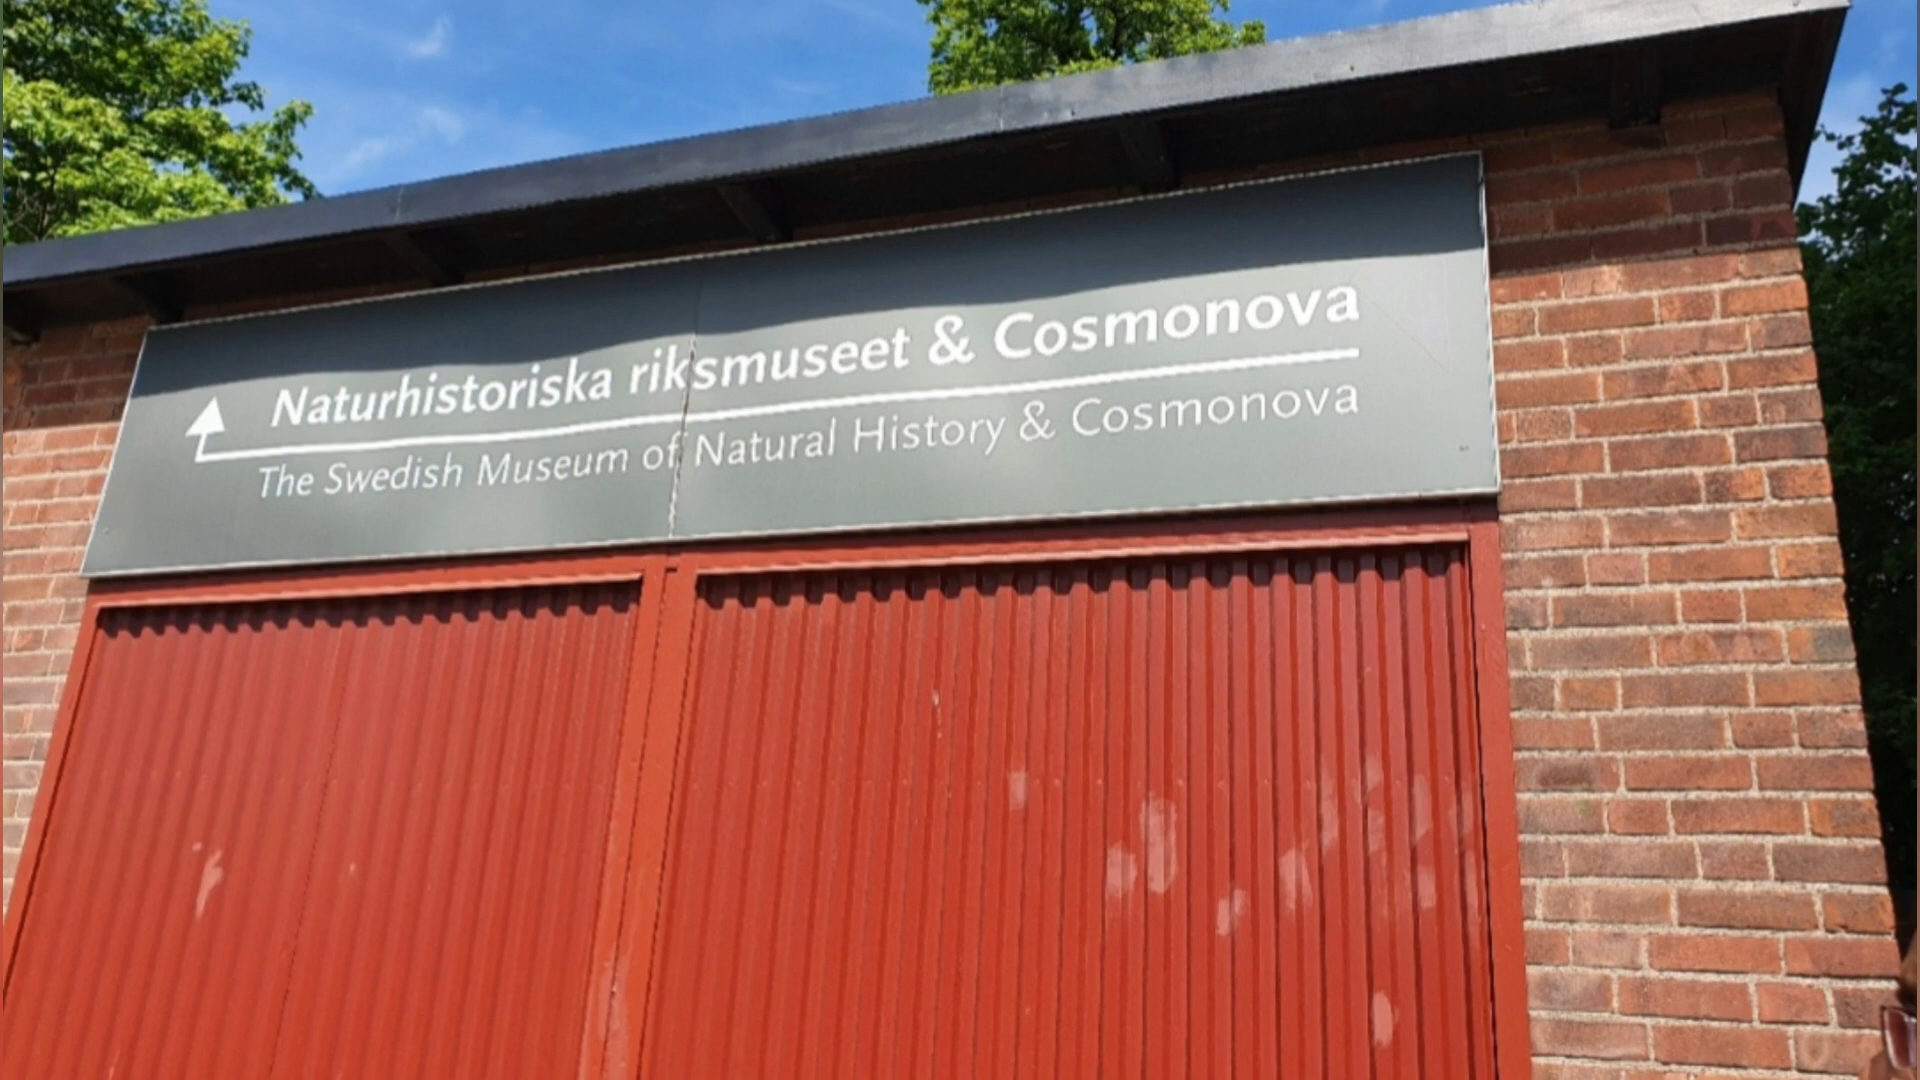 Naturhistoriska riksmuseet & Cosmonova
The Swedish Museum of Natural History & Cosmonova